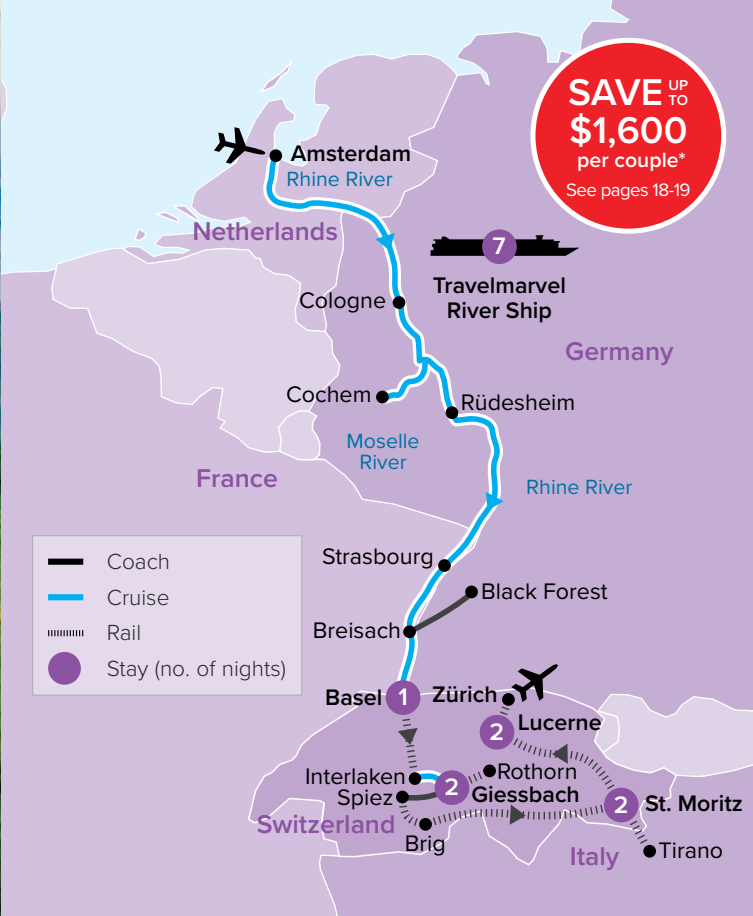 SAVE UP TO
$1,600
per couple*
See pages 18-19
Amsterdam
Rhine River
Netherlands
7
Travelmarvel
River Ship
Cologne
Germany
Cochem
Rüdesheim
Moselle
River
France
Rhine River
Coach
Cruise
Rail
Stay (no. of nights)
Strasbourg
Black Forest
Breisach
Basel 1
Zürich
2 Lucerne
Interlaken
Rothorn
Spiez
2 Giessbach
2 St. Moritz
Switzerland
Brig
Italy
Tirano